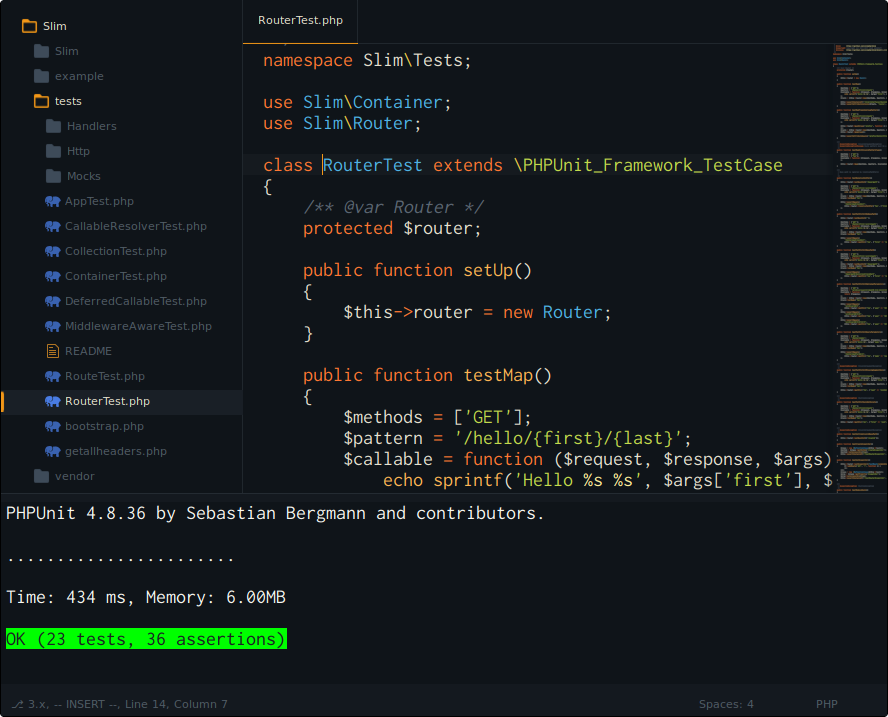 Slim
Slim
example
tests
Handlers
Http
Mocks
AppTest.php
CallableResolverTest.php
CollectionTest.php
ContainerTest.php
DeferredCallableTest.php
MiddlewareAwareTest.php
README
RouteTest.php
RouterTest.php
bootstrap.php
getallheaders.php
vendor
RouterTest.php
namespace Slim\Tests;
use Slim\Container;
use Slim\Router;
class RouterTest extends \PHPUnit_Framework_TestCase
{
/** @var Router */
protected $router;
public function setUp()
{
$this->router = new Router;
}
public function testMap()
{
$methods = ['GET'];
$pattern = '/hello/{first}/{last}';
$callable = function ($request, $response, $args)
echo sprintf('Hello %s %s', $args['first'], $
PHPUnit 4.8.36 by Sebastian Bergmann and contributors.
.......................
Time: 434 ms, Memory: 6.00MB
OK (23 tests, 36 assertions)
3.x, -- INSERT --, Line 14, Column 7
Spaces: 4
PHP